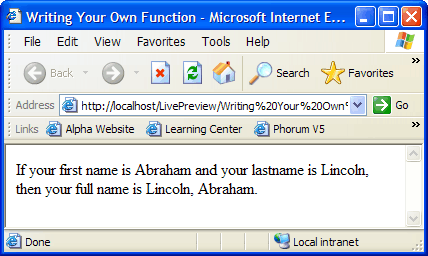 Writing Your Own Function - Microsoft Internet E...
File Edit View Favorites Tools Help
Back Search Favorites
Address http://localhost/LivePreview/Writing%20Your%20Own% Go
Links Alpha Website Learning Center Phorum V5
If your first name is Abraham and your lastname is Lincoln,
then your full name is Lincoln, Abraham.
Done Local intranet